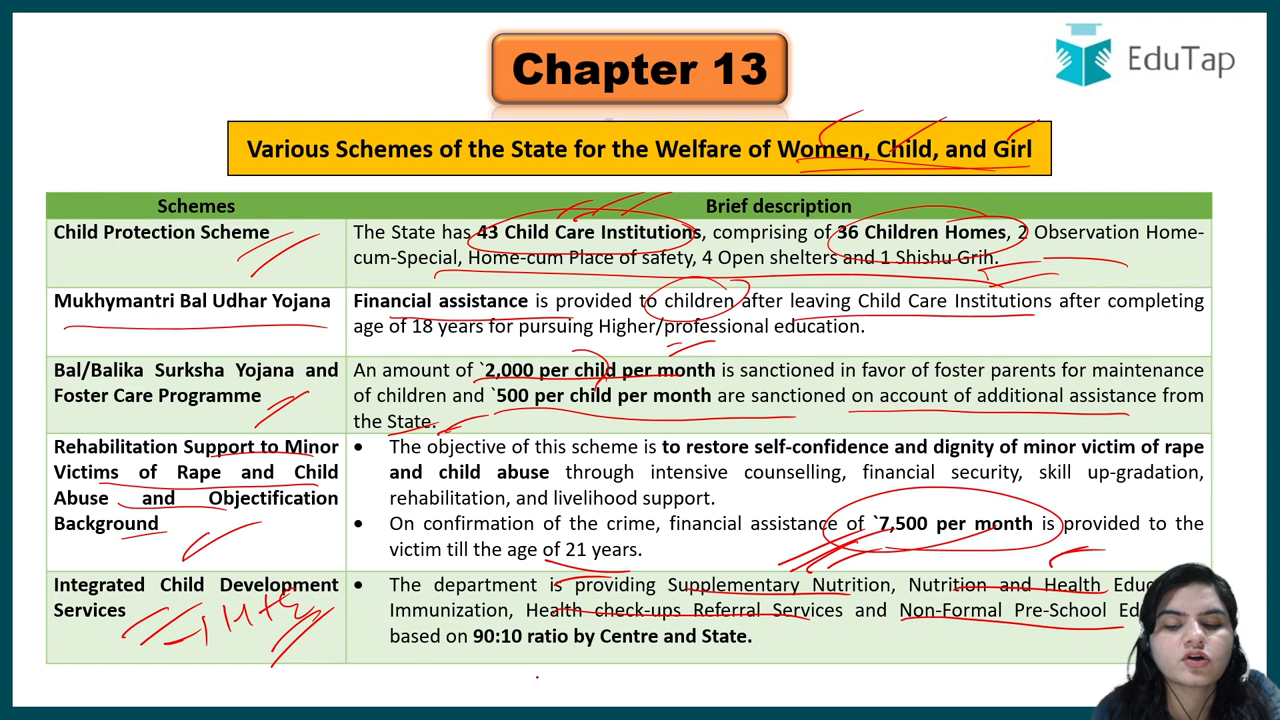 Chapter 13
EduTap
Various Schemes of the State for the Welfare of Women, Child, and Girl
Schemes
Brief description
Child Protection Scheme
The State has 43 Child Care Institutions, comprising of 36 Children Homes, 2 Observation Home-
cum-Special, Home-cum Place of safety, 4 Open shelters and 1 Shishu Grih.
Mukhymantri Bal Udhar Yojana
Financial assistance is provided to children after leaving Child Care Institutions after completing
age of 18 years for pursuing Higher/professional education.
Bal/Balika Surksha Yojana and
Foster Care Programme
An amount of `2,000 per child per month is sanctioned in favor of foster parents for maintenance
of children and `500 per child per month are sanctioned on account of additional assistance from
the State.
Rehabilitation Support to Minor
Victims of Rape and Child
Abuse and Objectification
Background
• The objective of this scheme is to restore self-confidence and dignity of minor victim of rape
and child abuse through intensive counselling, financial security, skill up-gradation,
rehabilitation, and livelihood support.
• On confirmation of the crime, financial assistance of `7,500 per month is provided to the
victim till the age of 21 years.
Integrated Child Development
Services
• The department is providing Supplementary Nutrition, Nutrition and Health
Immunization, Health check-ups Referral Services and Non-Formal Pre-School
based on 90:10 ratio by Centre and State.